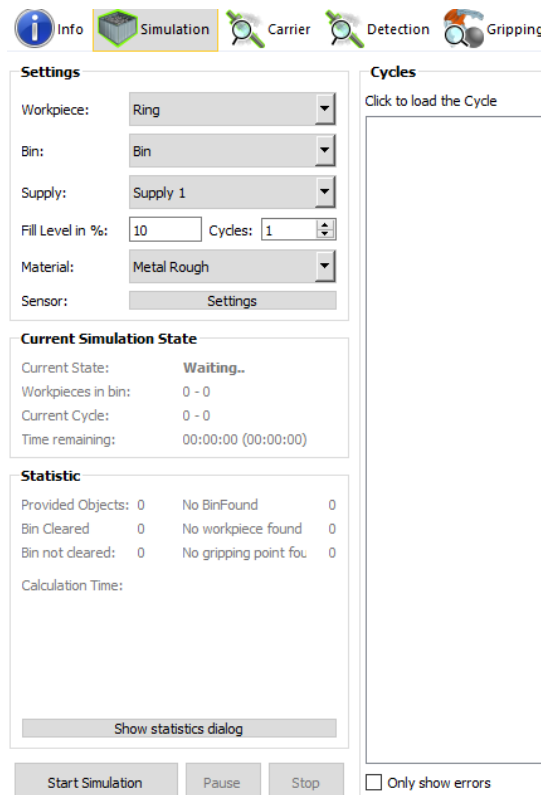 Info Simulation Carrier Detection Gripping
Settings
Workpiece: Ring
Bin: Bin
Supply: Supply 1
Fill Level in %: 10 Cycles: 1
Material: Metal Rough
Sensor: Settings
Current Simulation State
Current State: Waiting..
Workpieces in bin: 0 - 0
Current Cycle: 0 - 0
Time remaining: 00:00:00 (00:00:00)
Statistic
Provided Objects: 0 No BinFound 0
Bin Cleared 0 No workpiece found 0
Bin not cleared: 0 No gripping point fou 0
Calculation Time:
Show statistics dialog
Start Simulation Pause Stop
Cycles
Click to load the Cycle
Only show errors